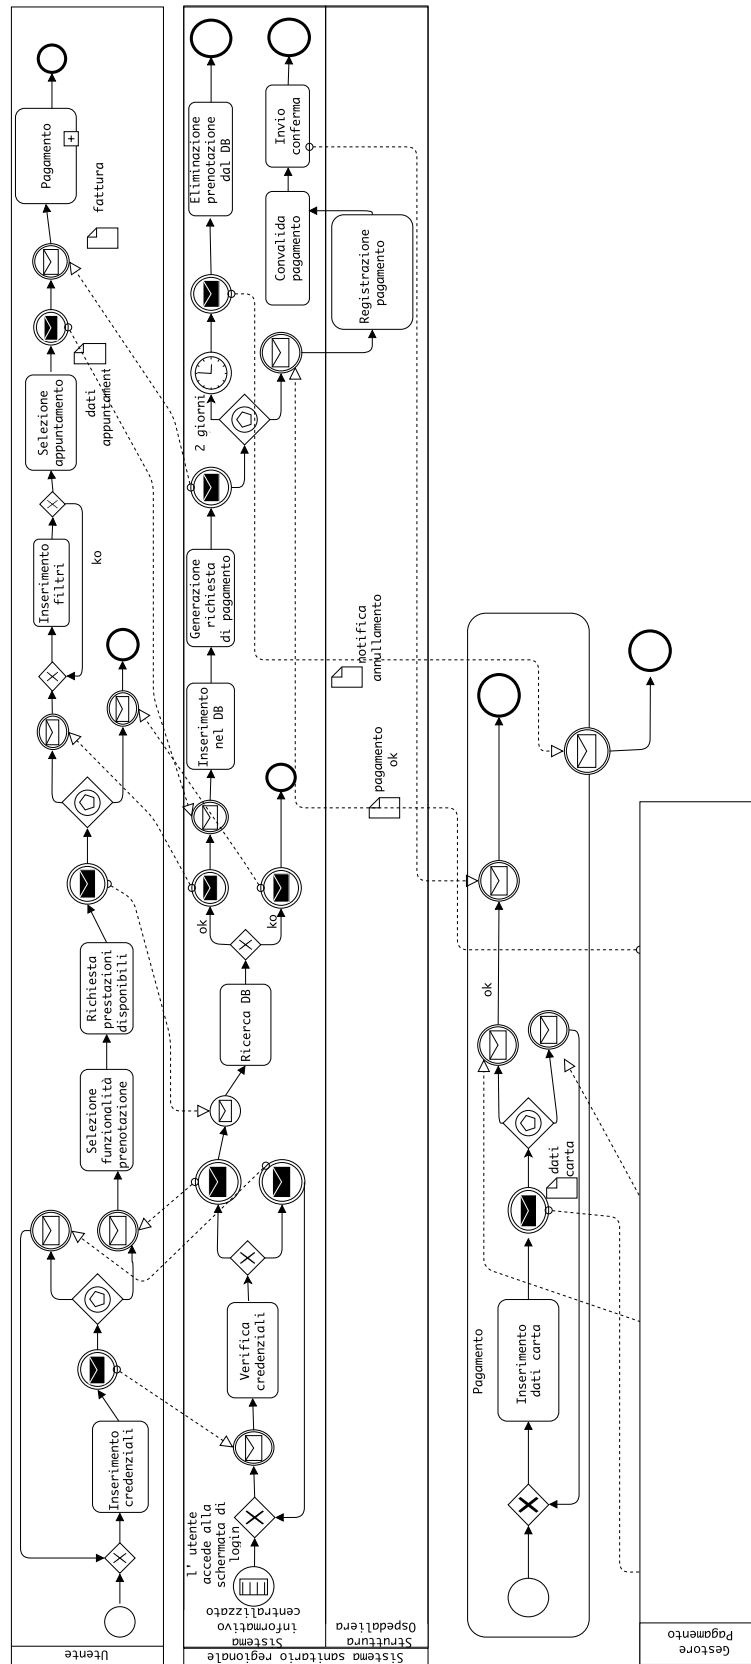 Utente
Inserimento
credenziali
Selezione
funzionalità
prenotazione
Richiesta
prestazioni
disponibili
Inserimento
filtri
ko
Selezione
appuntamento
dati
appuntament
fattura
Pagamento
+
Sistema sanitario regionale
Sistema
informativo
centralizzato
l'utente
accede alla
schermata di
login
Verifica
credenziali
Ricerca DB
ok
ko
Inserimento
nel DB
Generazione
richiesta
di pagamento
2 giorni
Eliminazione
prenotazione
dal DB
Registrazione
pagamento
Convalida
pagamento
Invio
conferma
Struttura
Ospedaliera
notifica
annullamento
pagamento
ok
Pagamento
Inserimento
dati carta
dati
carta
ok
Gestore
Pagamento